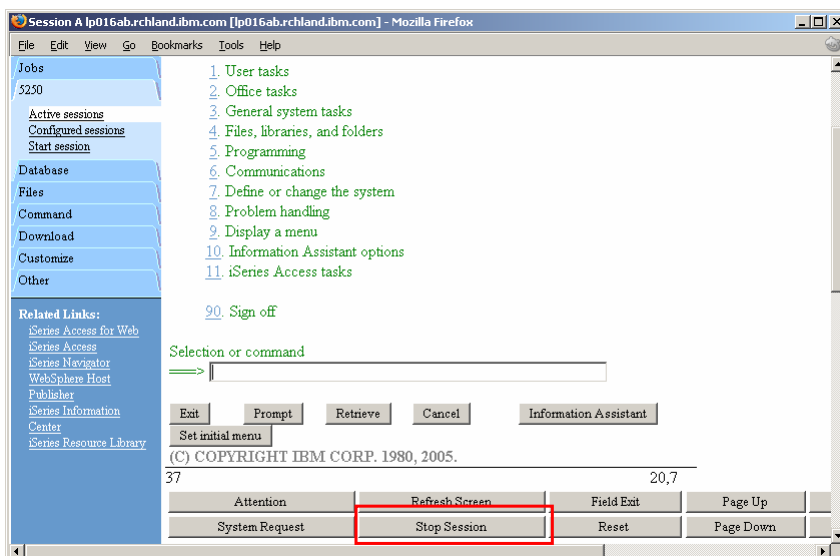 Session A lp016ab.rchland.ibm.com [lp016ab.rchland.ibm.com] - Mozilla Firefox
File Edit View Go Bookmarks Tools Help
Jobs
5250
Active sessions
Configured sessions
Start session
Database
Files
Command
Download
Customize
Other
Related Links:
iSeries Access for Web
iSeries Access
iSeries Navigator
WebSphere Host
Publisher
iSeries Information
Center
iSeries Resource Library
1. User tasks
2. Office tasks
3. General system tasks
4. Files, libraries, and folders
5. Programming
6. Communications
7. Define or change the system
8. Problem handling
9. Display a menu
10. Information Assistant options
11. iSeries Access tasks
90. Sign off
Selection or command
===>
Exit Prompt Retrieve Cancel Information Assistant
Set initial menu
(C) COPYRIGHT IBM CORP. 1980, 2005.
37 20,7
Attention Refresh Screen Field Exit Page Up
System Request Stop Session Reset Page Down